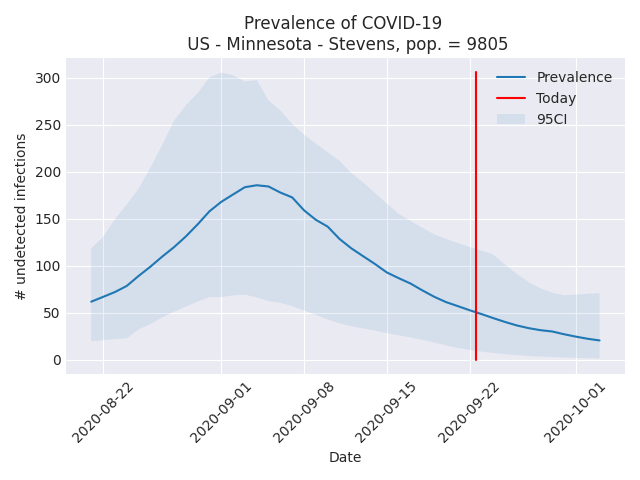 Prevalence of COVID-19
US - Minnesota - Stevens, pop. = 9805
300
250
200
150
100
50
0
# undetected infections
Prevalence
Today
95CI
2020-08-22
2020-09-01
2020-09-08
2020-09-15
2020-09-22
2020-10-01
Date